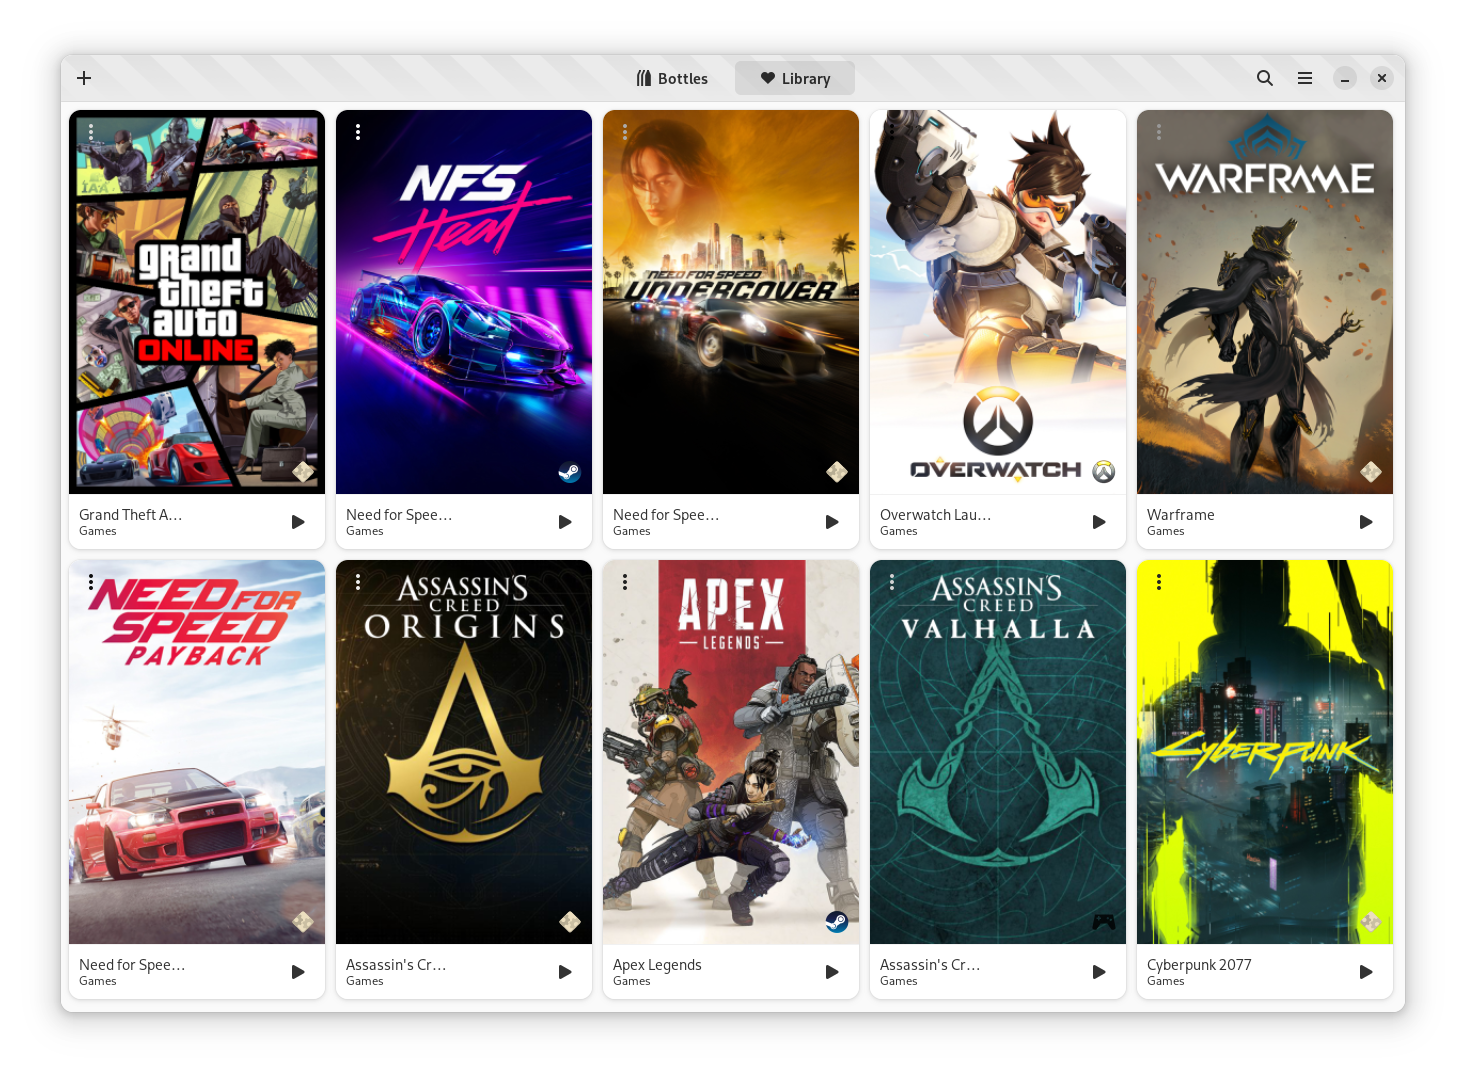 Bottles
Library
IAA
grand
theft
auto
ONLINE
Grand Theft A…
Games
NFS
Heat
Need for Spee…
Games
NEED FOR SPEED
UNDERCOVER
Need for Spee…
Games
OVERWATCH
Overwatch Lau…
Games
WARFRAME
Warframe
Games
NEED FOR
SPEED
PAYBACK
Need for Spee…
Games
ASSASSIN'S
CREED
ORIGINS
Assassin's Cr…
Games
APEX
LEGENDS
Apex Legends
Games
ASSASSIN'S
CREED
VALHALLA
Assassin's Cr…
Games
Cyberpunk
2077
Cyberpunk 2077
Games